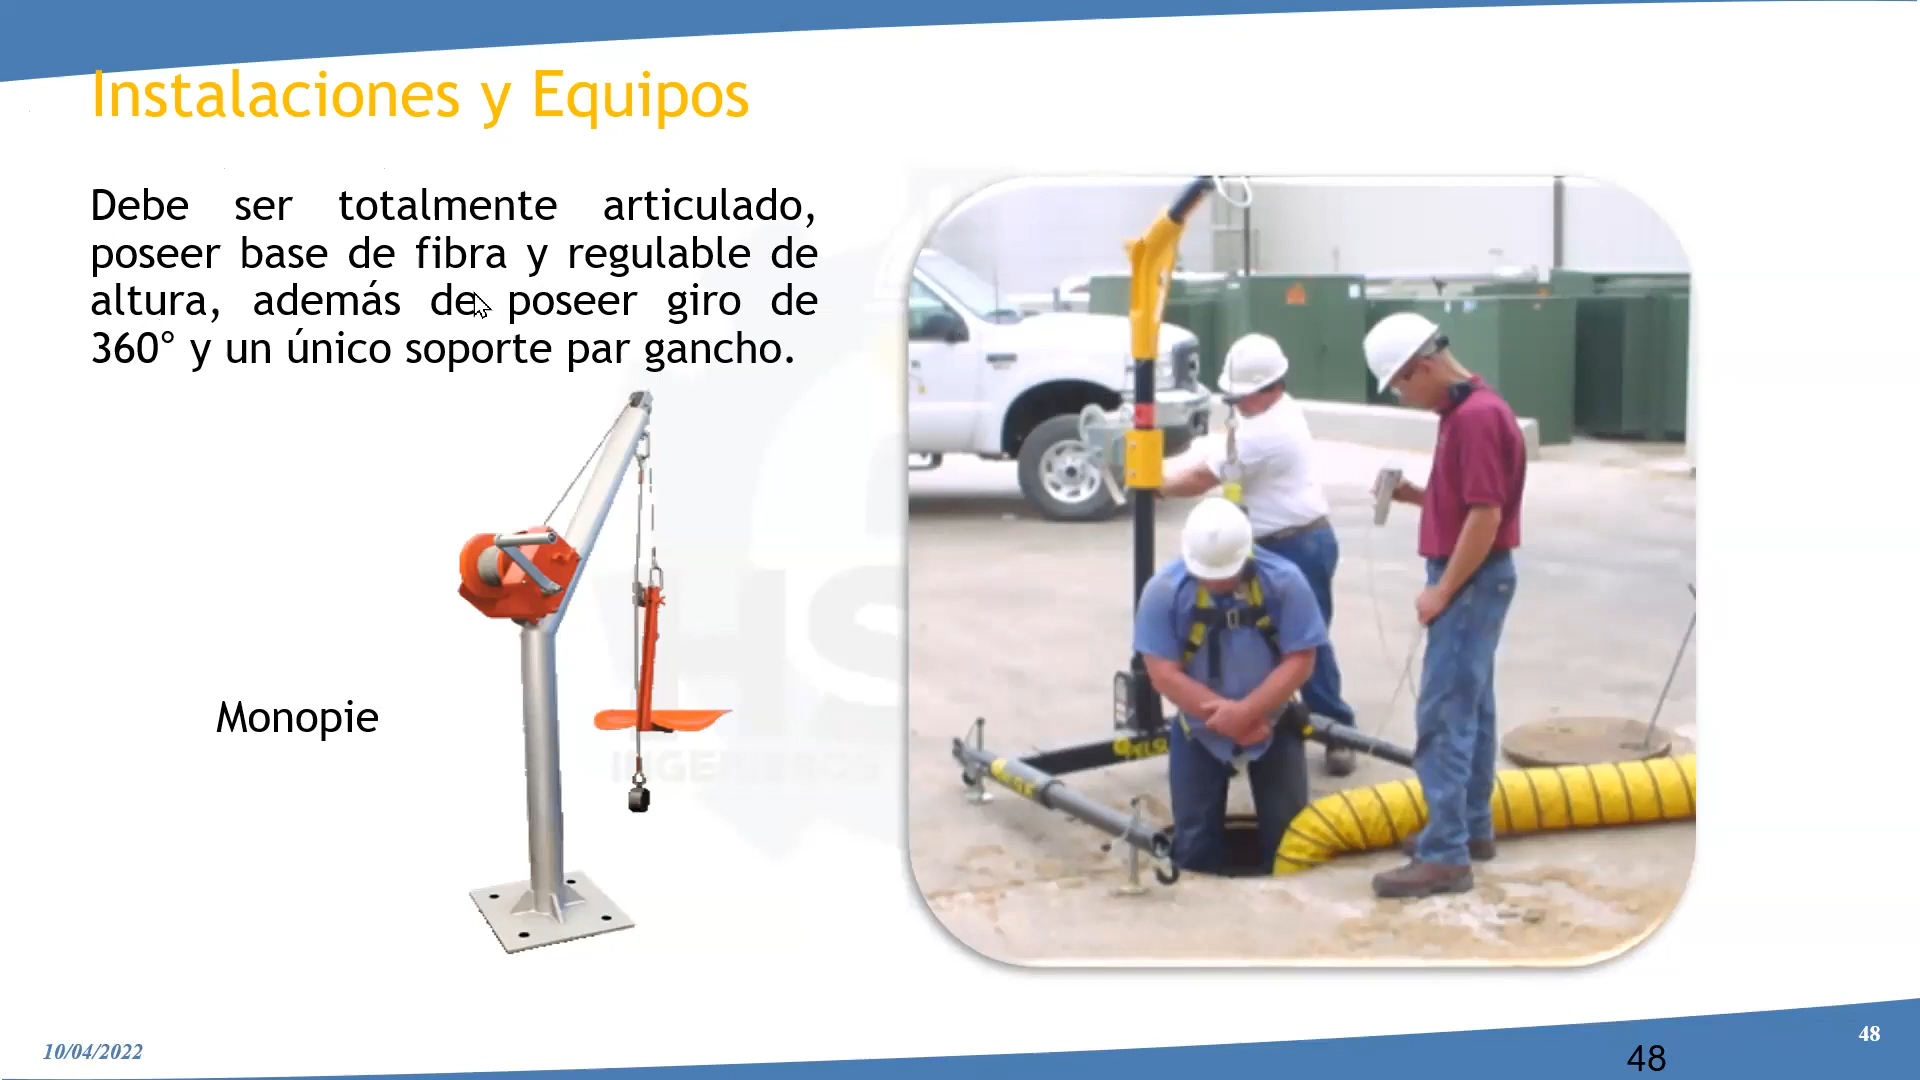 Instalaciones y Equipos
Debe ser totalmente articulado,
poseer base de fibra y regulable de
altura, además de poseer giro de
360° y un único soporte par gancho.
Monopie
10/04/2022
48
48